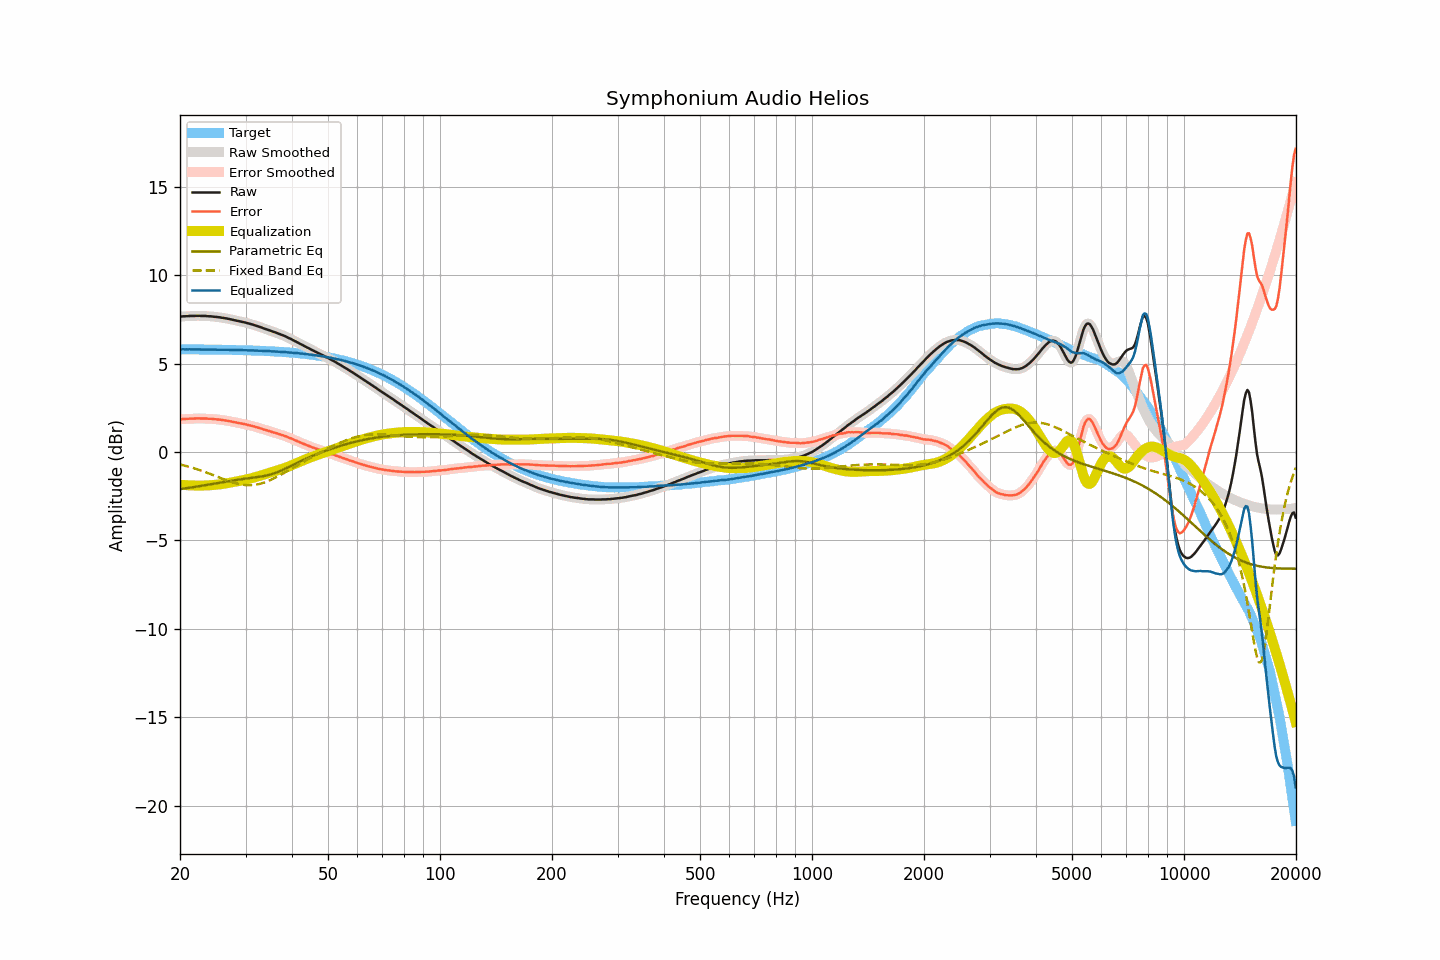 Symphonium Audio Helios
Target
Raw Smoothed
Error Smoothed
Raw
Error
Equalization
Parametric Eq
Fixed Band Eq
Equalized
15
10
5
0
−5
−10
−15
−20
Amplitude (dBr)
20 50 100 200 500 1000 2000 5000 10000 20000
Frequency (Hz)